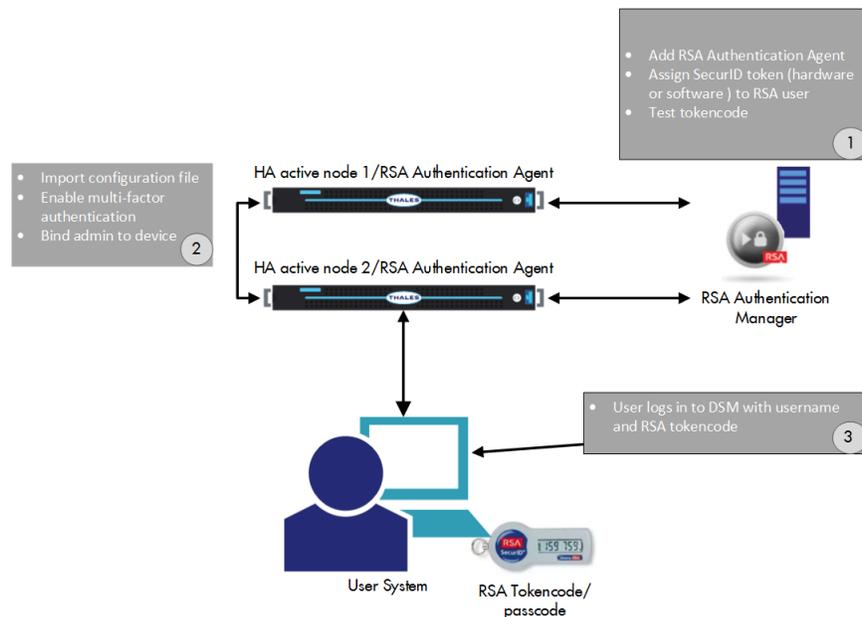 • Add RSA Authentication Agent
• Assign SecurID token (hardware
or software ) to RSA user
• Test tokencode
1
• Import configuration file
• Enable multi-factor
authentication
• Bind admin to device
2
HA active node 1/RSA Authentication Agent
THALES
HA active node 2/RSA Authentication Agent
THALES
RSA
RSA Authentication
Manager
• User logs in to DSM with username
and RSA tokencode
3
RSA
SecurID
159 759
User System
RSA Tokencode/
passcode